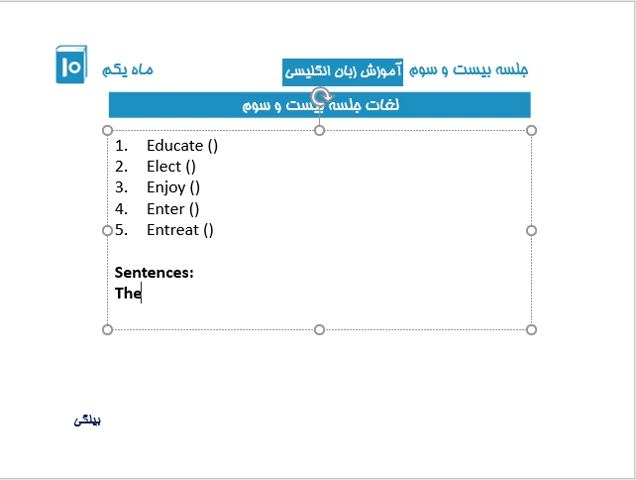 جلسه بیست و سوم آموزش زبان انگلیسی ماه یکم ۱۰
لغات جلسه بیست و سوم
1. Educate ()
2. Elect ()
3. Enjoy ()
4. Enter ()
5. Entreat ()
Sentences:
The
بیلگی